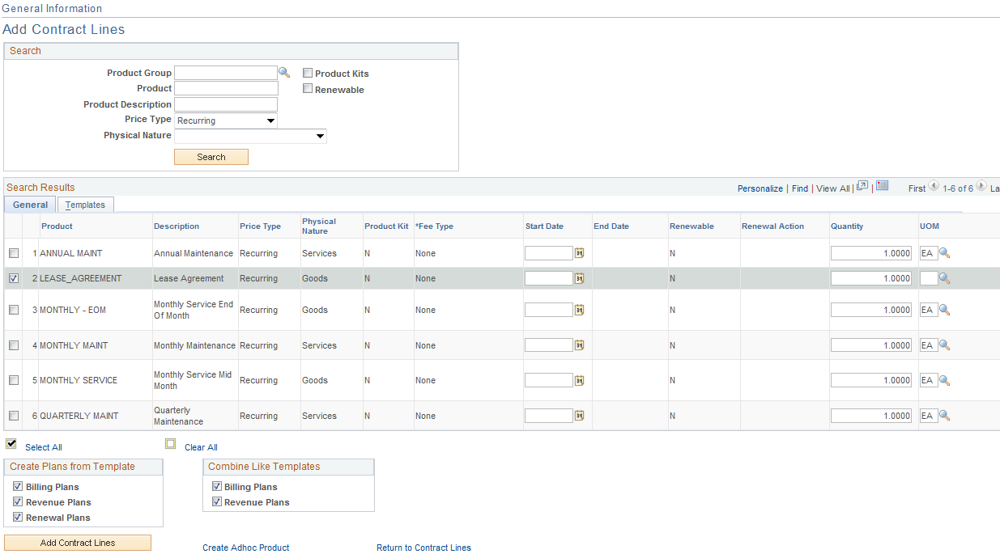 General Information
Add Contract Lines
Search
Product Group
Product Kits
Product
Renewable
Product Description
Price Type Recurring
Physical Nature
Search
Search Results
Personalize | Find | View All | | First 1-6 of 6 La
General Templates
Product Description Price Type Physical Nature Product Kit *Fee Type Start Date End Date Renewable Renewal Action Quantity UOM
1 ANNUAL MAINT Annual Maintenance Recurring Services N None N 1.0000 EA
2 LEASE_AGREEMENT Lease Agreement Recurring Goods N None N 1.0000
3 MONTHLY - EOM Monthly Service End Of Month Recurring Goods N None N 1.0000 EA
4 MONTHLY MAINT Monthly Maintenance Recurring Services N None N 1.0000 EA
5 MONTHLY SERVICE Monthly Service Mid Month Recurring Goods N None N 1.0000 EA
6 QUARTERLY MAINT Quarterly Maintenance Recurring Services N None N 1.0000 EA
Select All Clear All
Create Plans from Template
Billing Plans
Revenue Plans
Renewal Plans
Combine Like Templates
Billing Plans
Revenue Plans
Add Contract Lines Create Adhoc Product Return to Contract Lines